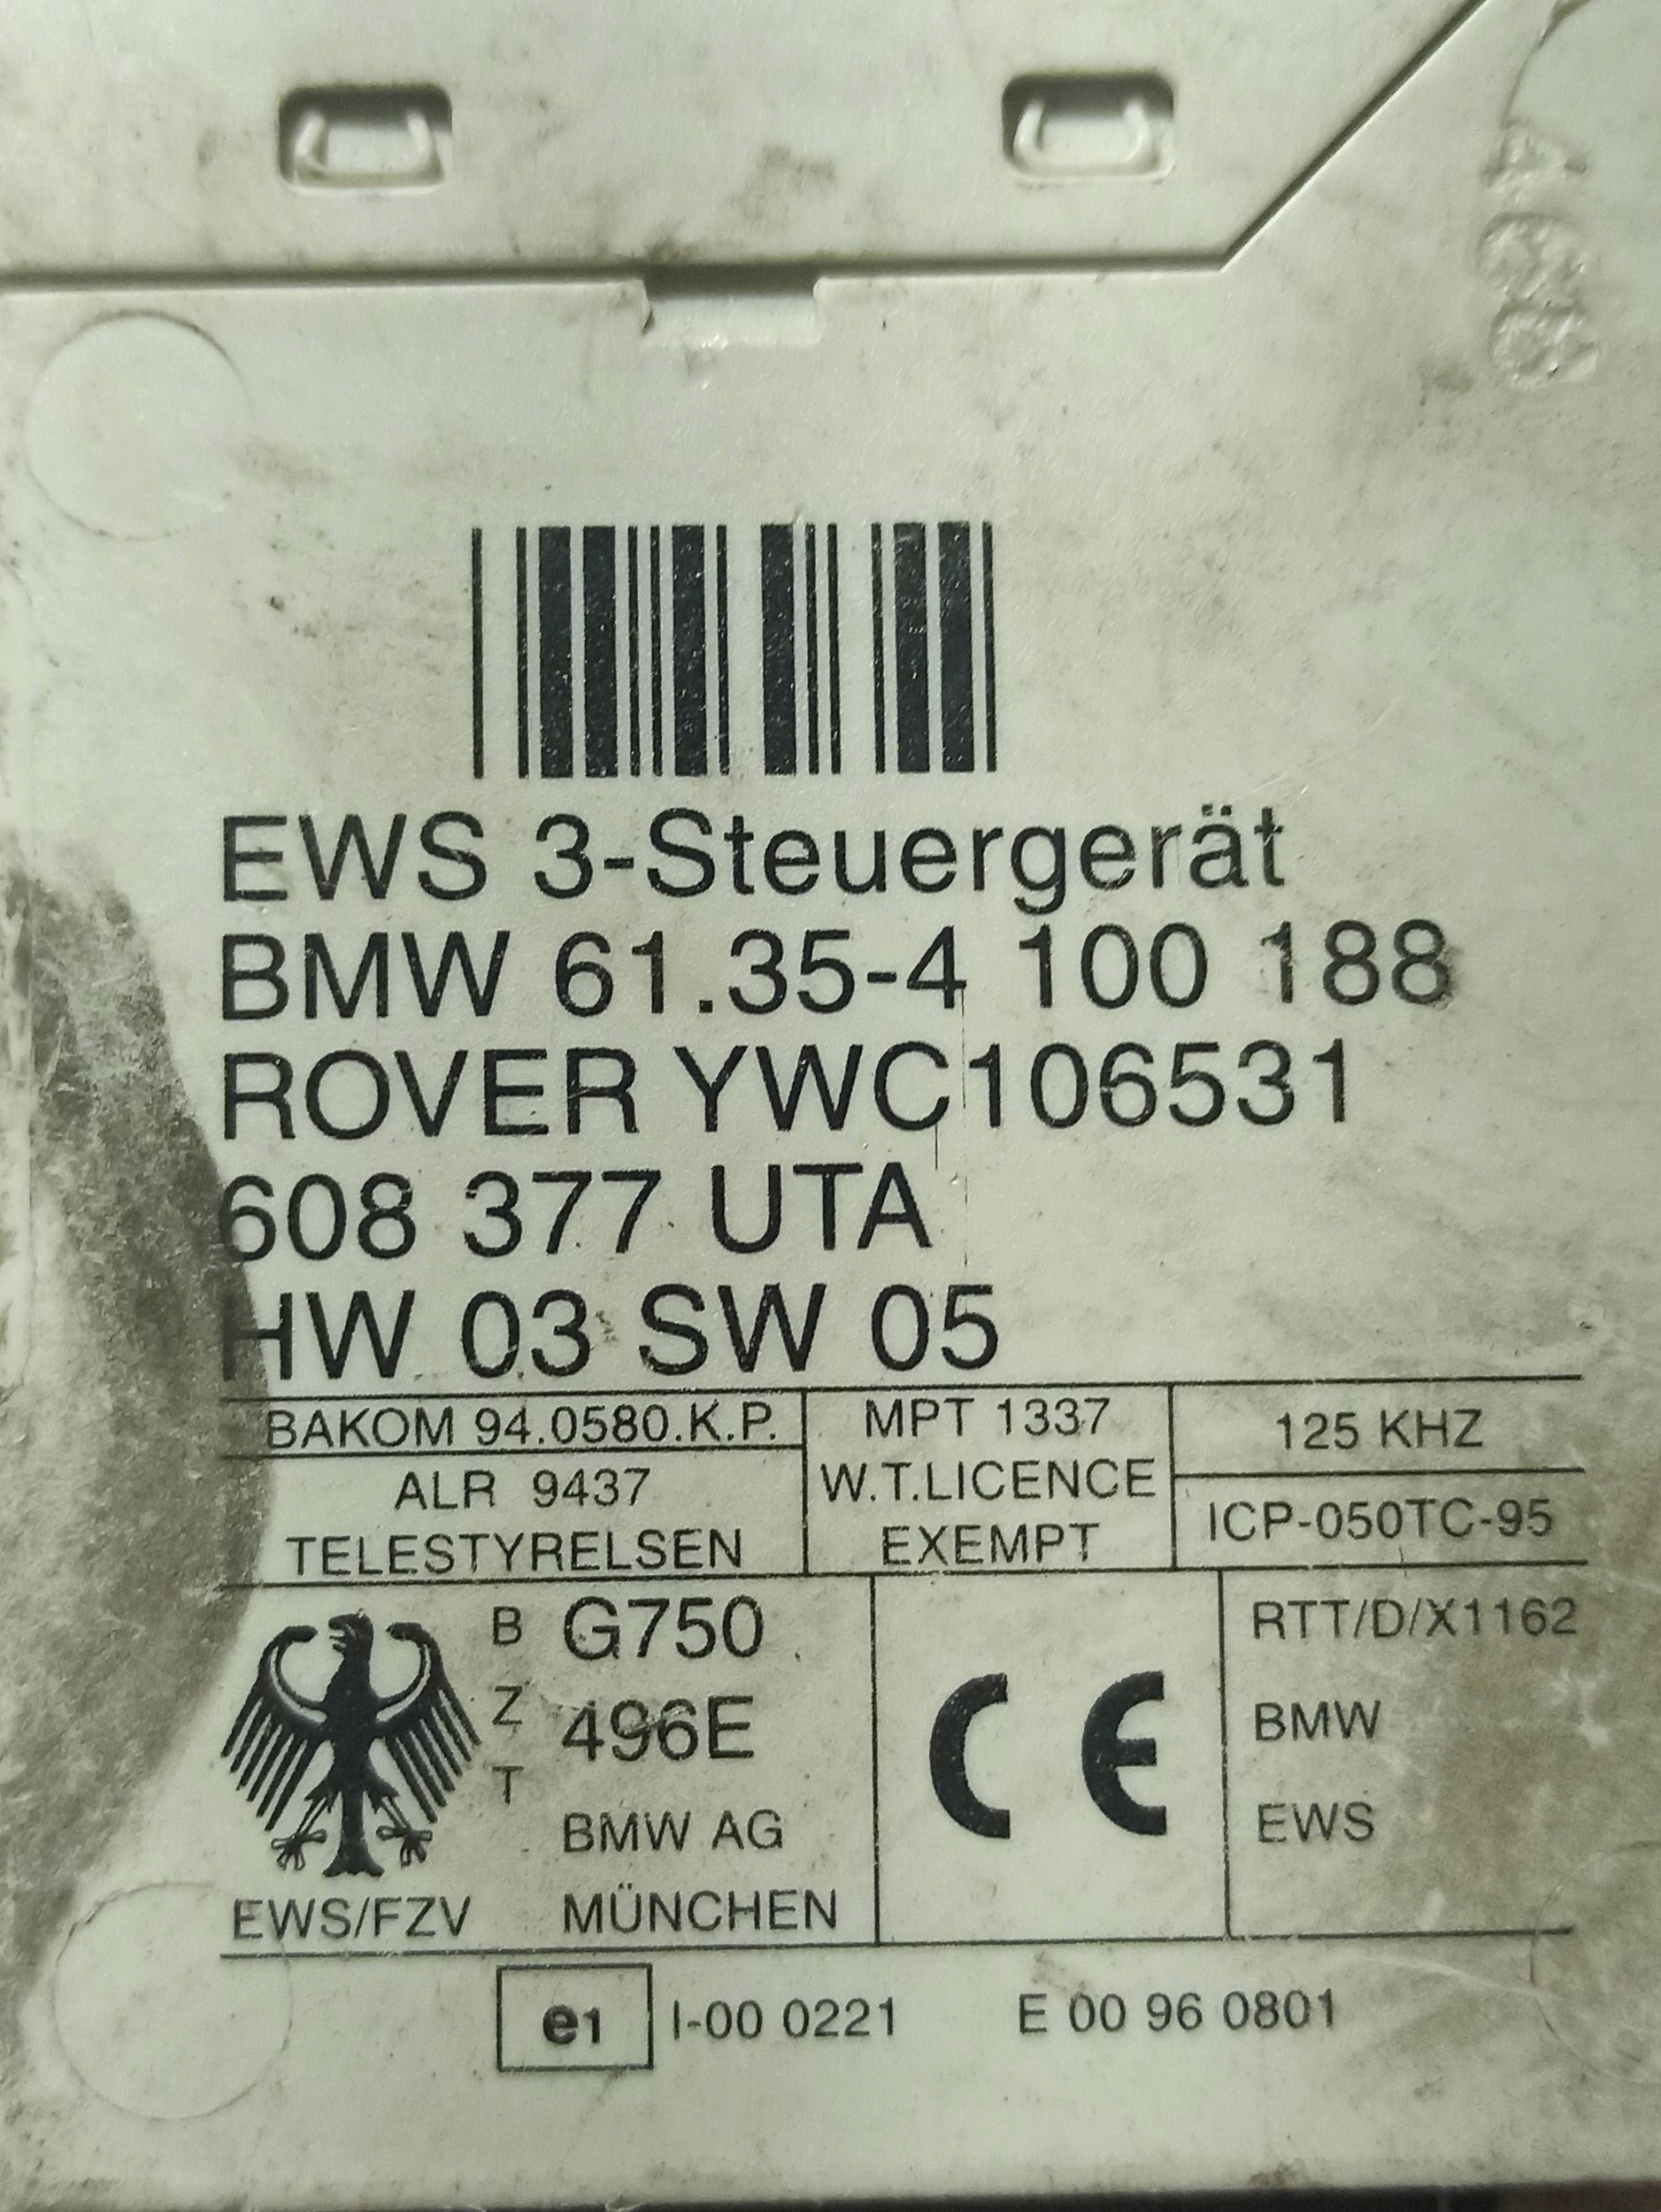 EWS 3-Steuergerät
BMW 61.35-4 100 188
ROVER YWC106531
608 377 UTA
HW 03 SW 05
BAKOM 94.0580.K.P.
ALR 9437
TELESTYRELSEN
MPT 1337
W.T.LICENCE
EXEMPT
125 KHZ
ICP-050TC-95
BZT
G750
496E
BMW AG
MÜNCHEN
EWS/FZV
CE
RTT/D/X1162
BMW
EWS
e1 I-00 0221 E 00 96 0801